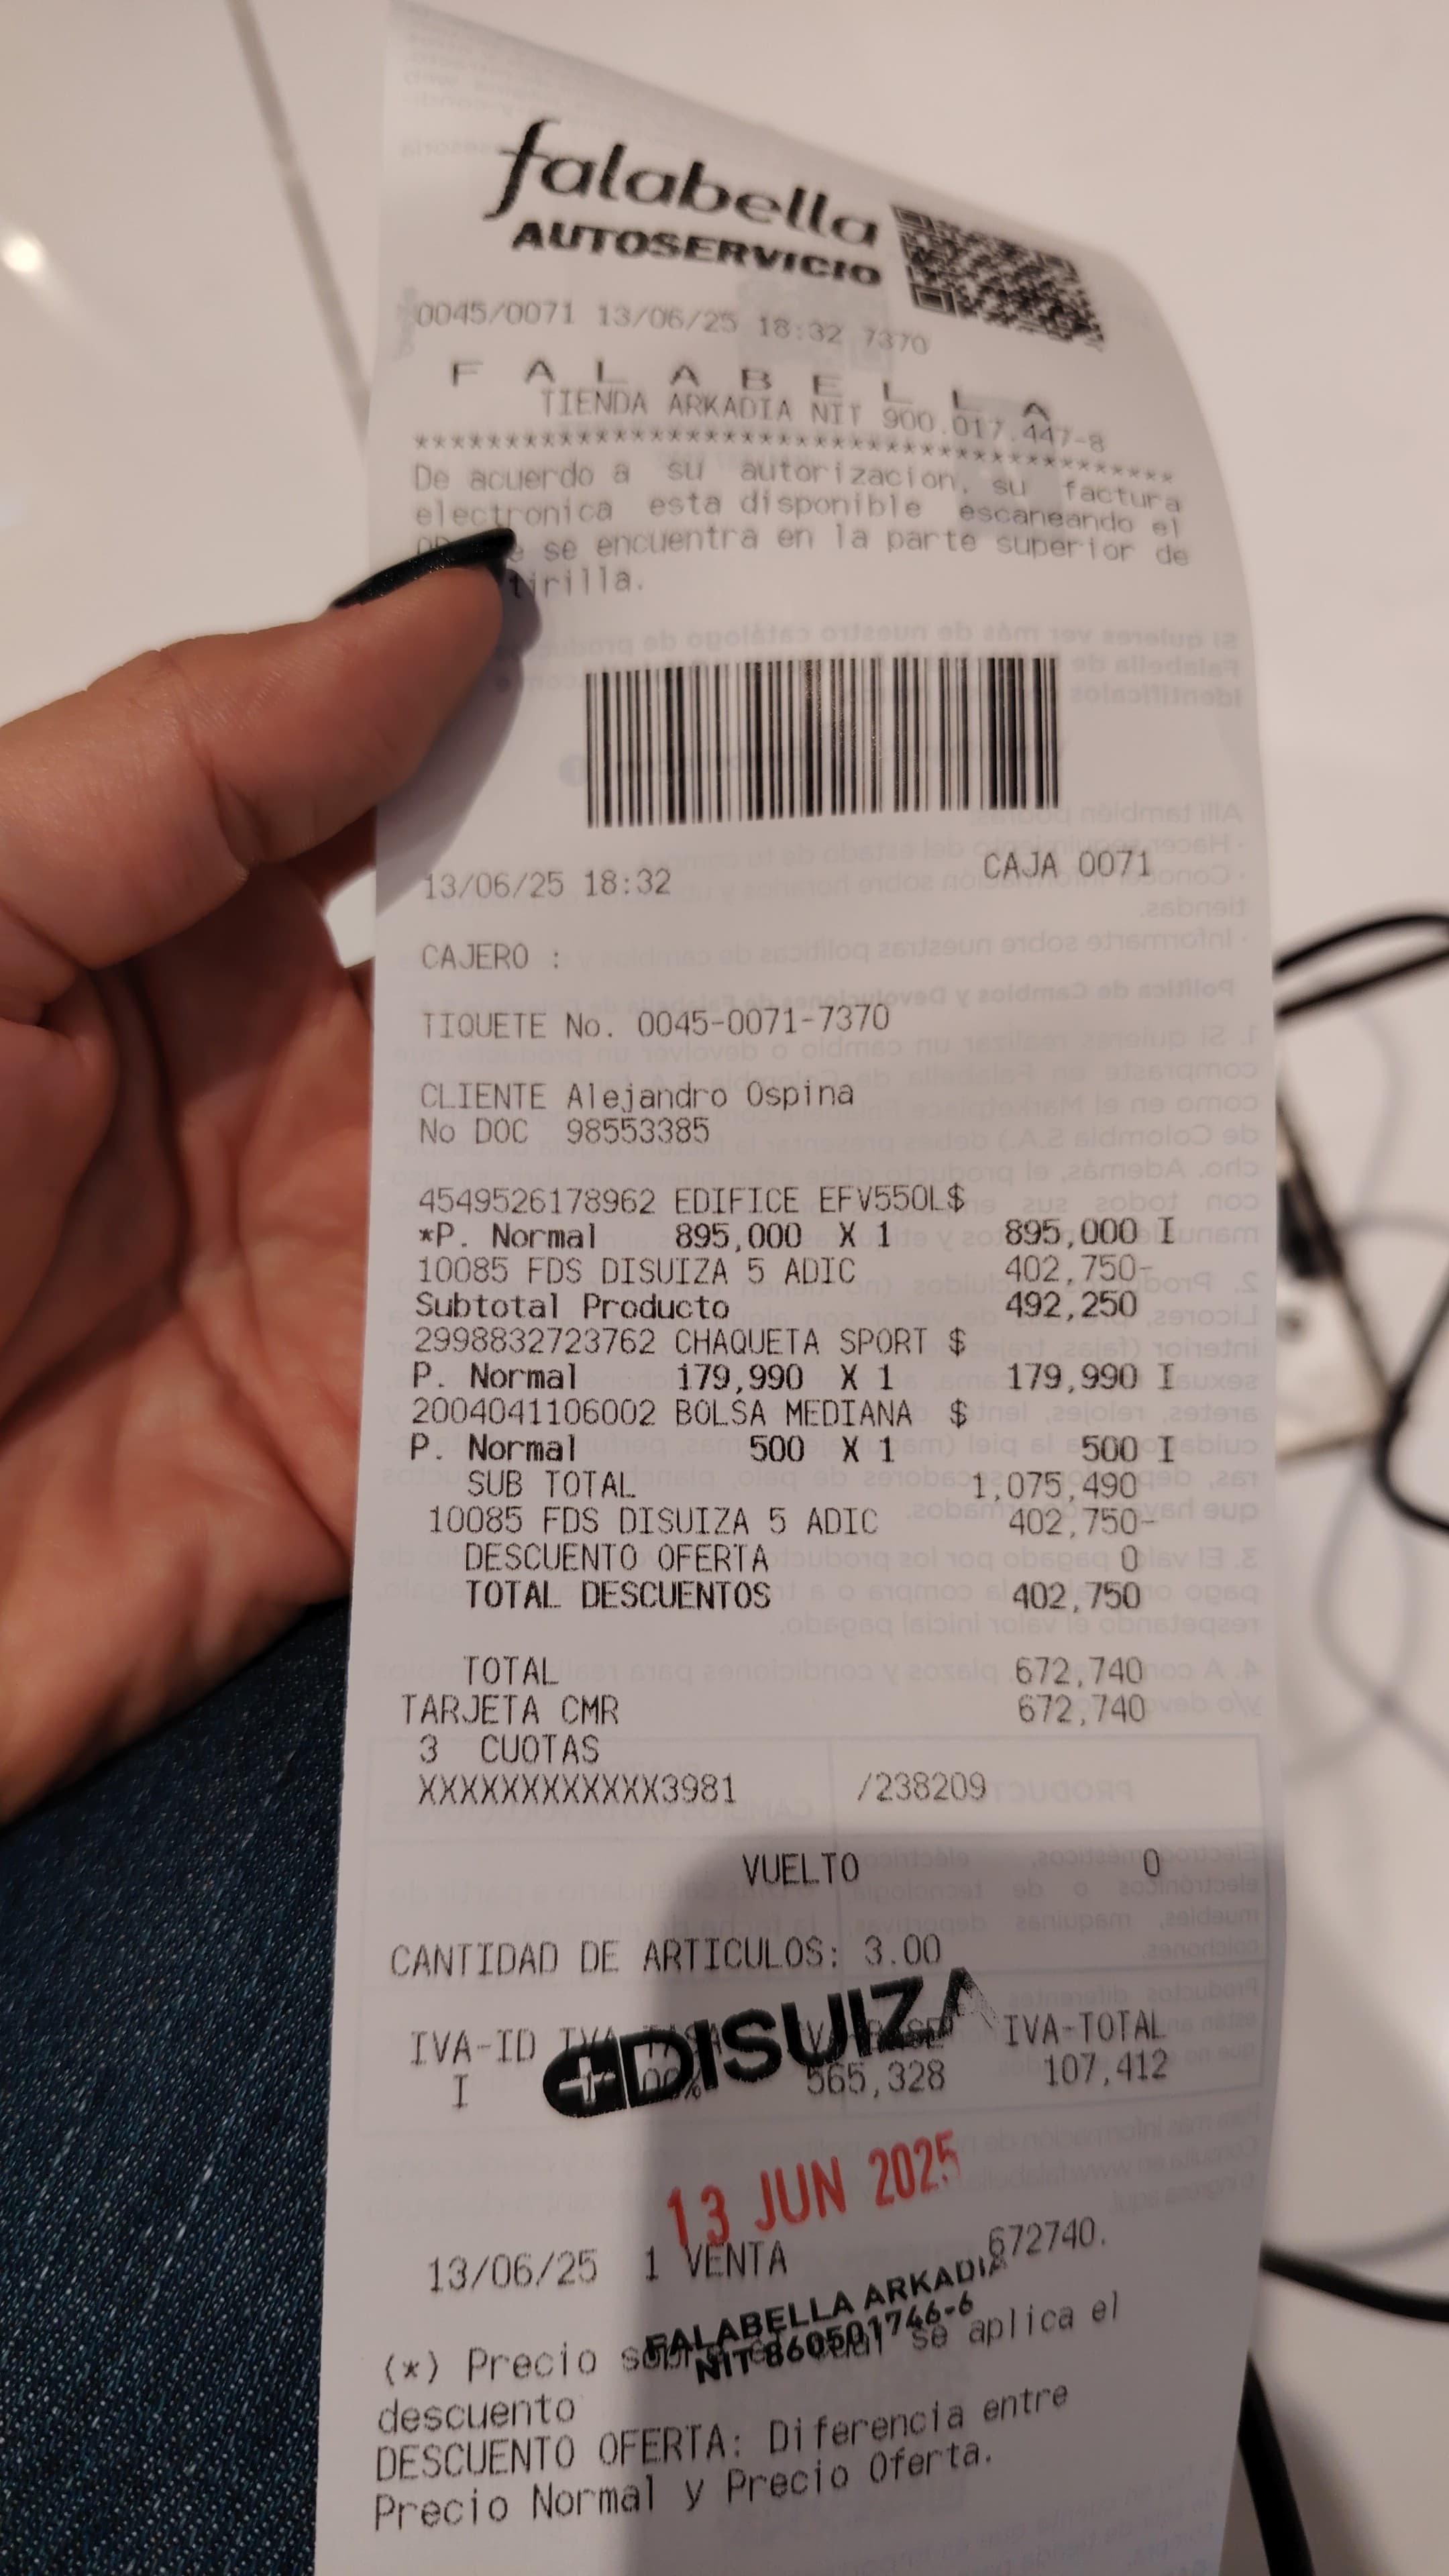 falabella
AUTOSERVICIO
0045/0071 13/06/25 18:32 7370
F A L A B E L L A
TIENDA ARKADIA NIT 900.017.447-8
******************************************
De acuerdo a su autorizacion, su factura
electronica esta disponible escaneando el
se encuentra en la parte superior de
tirilla.
13/06/25 18:32 CAJA 0071
CAJERO :
TIQUETE No. 0045-0071-7370
CLIENTE Alejandro Ospina
No DOC 98553385
4549526178962 EDIFICE EFV550L$
*P. Normal 895,000 X 1 895,000 I
10085 FDS DISUIZA 5 ADIC 402,750-
Subtotal Producto 492,250
2998832723762 CHAQUETA SPORT $
P. Normal 179,990 X 1 179,990 I
2004041106002 BOLSA MEDIANA $
P. Normal 500 X 1 500 I
SUB TOTAL 1,075,490
10085 FDS DISUIZA 5 ADIC 402,750-
DESCUENTO OFERTA 0
TOTAL DESCUENTOS 402,750
TOTAL 672,740
TARJETA CMR 672,740
3 CUOTAS
XXXXXXXXXXXX3981 /238209
VUELTO 0
CANTIDAD DE ARTICULOS: 3.00
DISUIZA
IVA-ID IVA-TOTAL
I 565,328 107,412
13 JUN 2025
13/06/25 1 VENTA 672740.
FALABELLA ARKADIA
NIT 860501746-6
(*) Precio se aplica el
descuento
DESCUENTO OFERTA: Diferencia entre
Precio Normal y Precio Oferta.